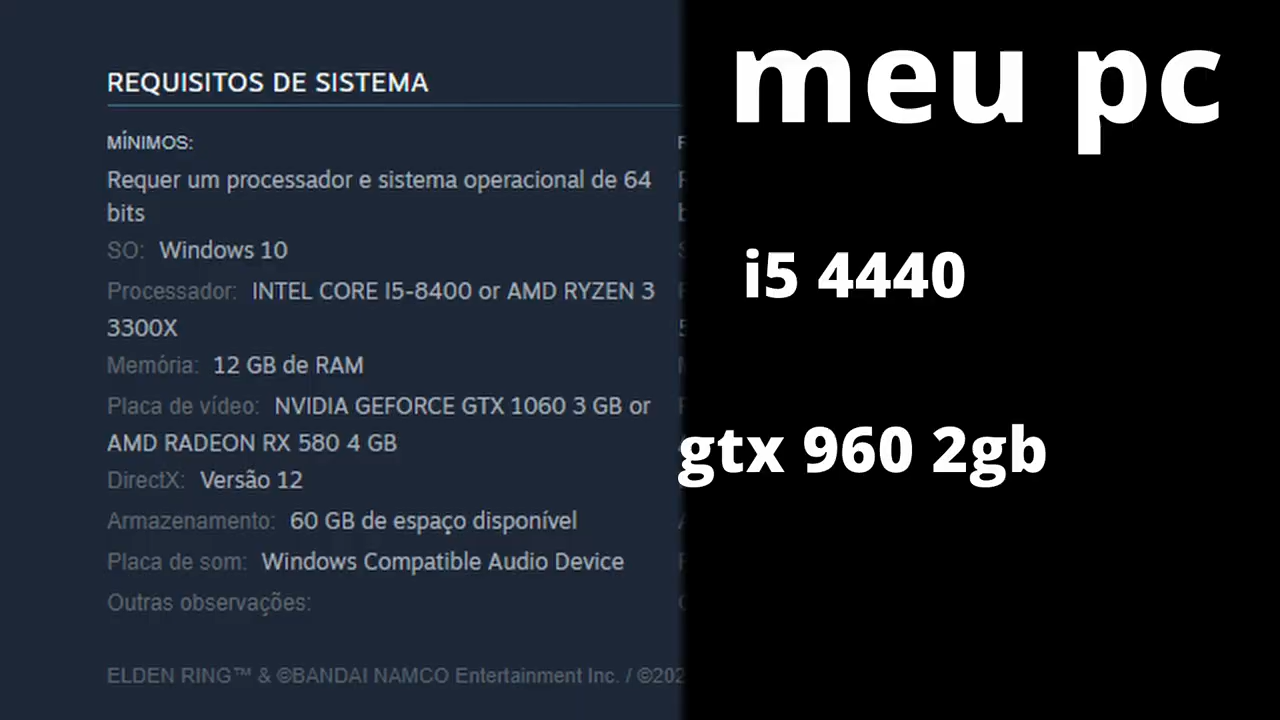 REQUISITOS DE SISTEMA
MÍNIMOS:
Requer um processador e sistema operacional de 64
bits
SO: Windows 10
Processador: INTEL CORE I5-8400 or AMD RYZEN 3
3300X
Memória: 12 GB de RAM
Placa de vídeo: NVIDIA GEFORCE GTX 1060 3 GB or
AMD RADEON RX 580 4 GB
DirectX: Versão 12
Armazenamento: 60 GB de espaço disponível
Placa de som: Windows Compatible Audio Device
Outras observações:
ELDEN RING™ & ©BANDAI NAMCO Entertainment Inc. / ©202
meu pc
i5 4440
gtx 960 2gb